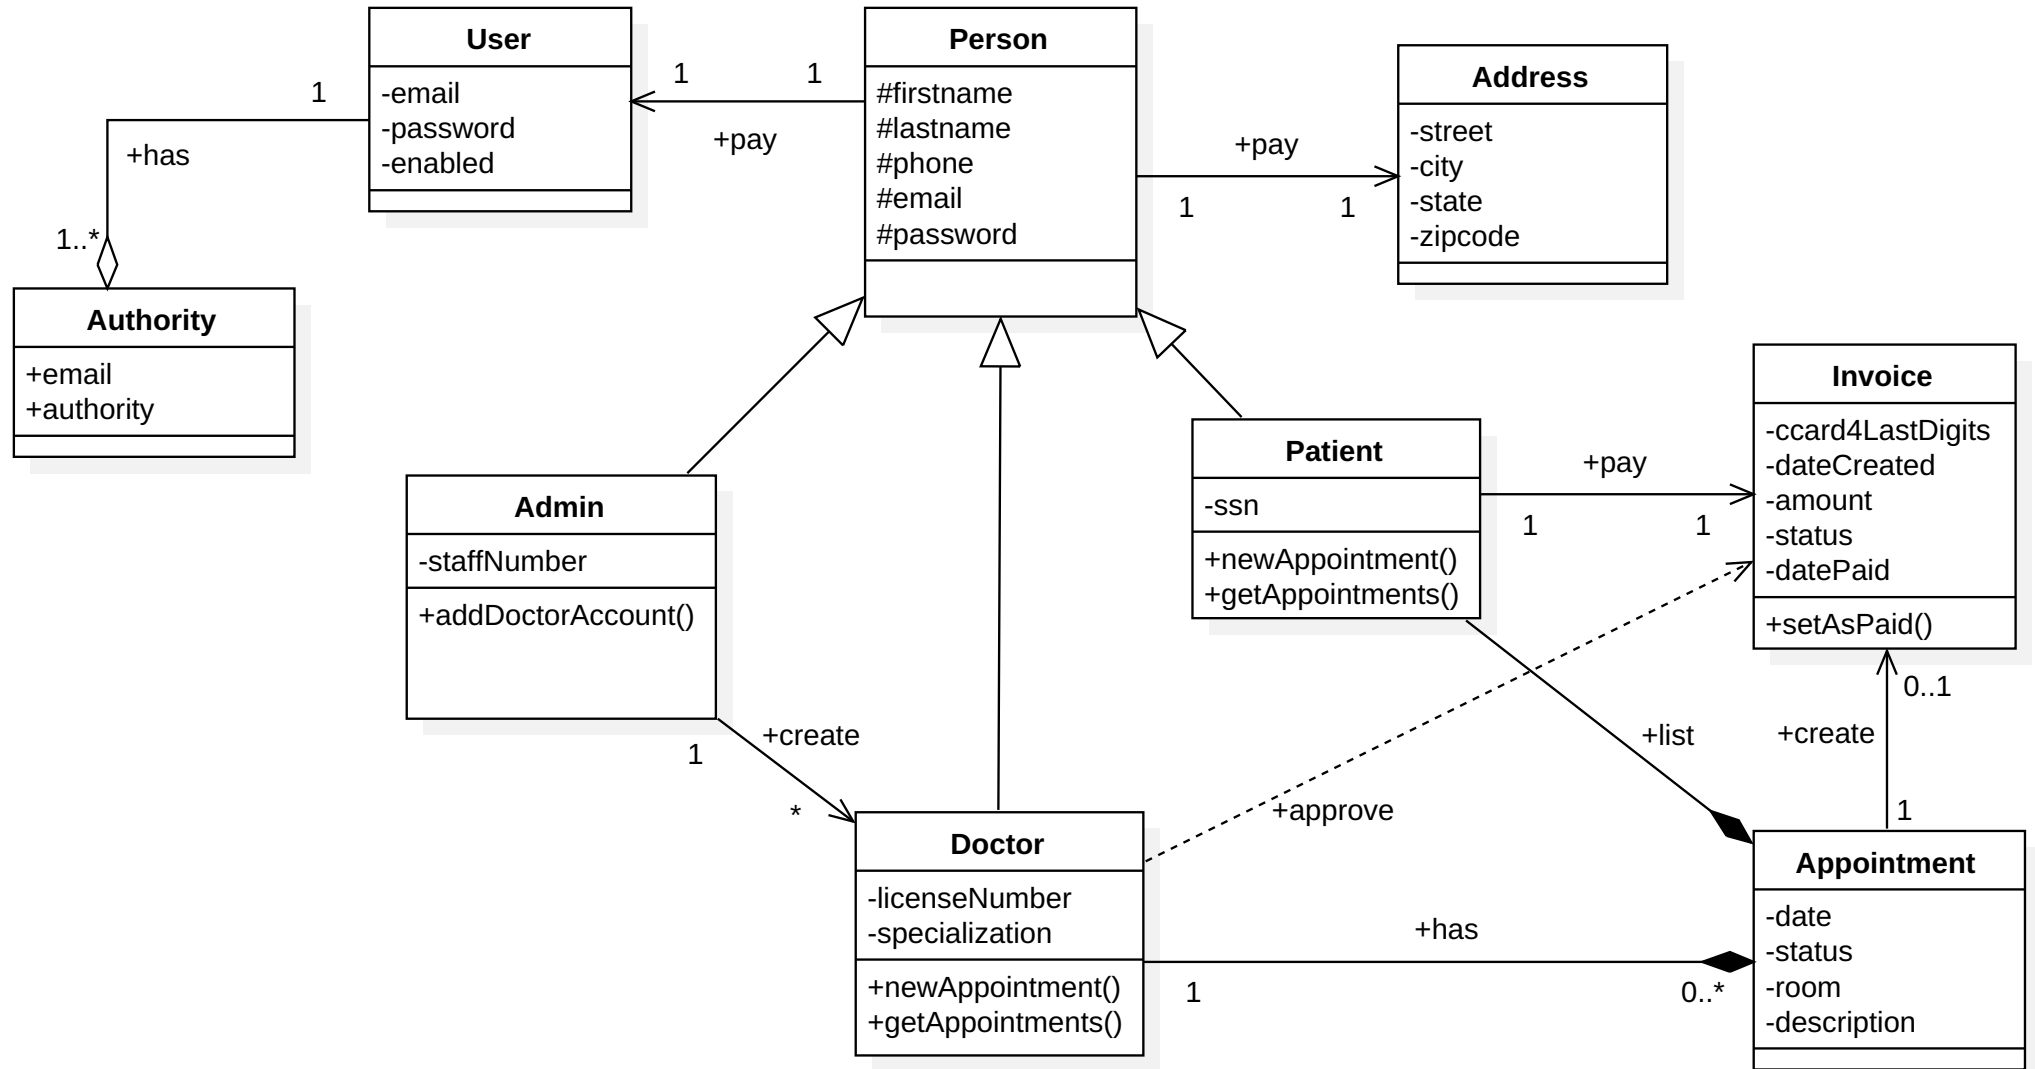 User
-email
-password
-enabled
1
+has
1..*
Authority
+email
+authority
1
1
+pay
Person
#firstname
#lastname
#phone
#email
#password
+pay
1
1
Address
-street
-city
-state
-zipcode
Admin
-staffNumber
+addDoctorAccount()
1
+create
*
Patient
-ssn
+newAppointment()
+getAppointments()
+pay
1
1
Invoice
-ccard4LastDigits
-dateCreated
-amount
-status
-datePaid
+setAsPaid()
0..1
+create
1
+list
+approve
Doctor
-licenseNumber
-specialization
+newAppointment()
+getAppointments()
+has
1
0..*
Appointment
-date
-status
-room
-description